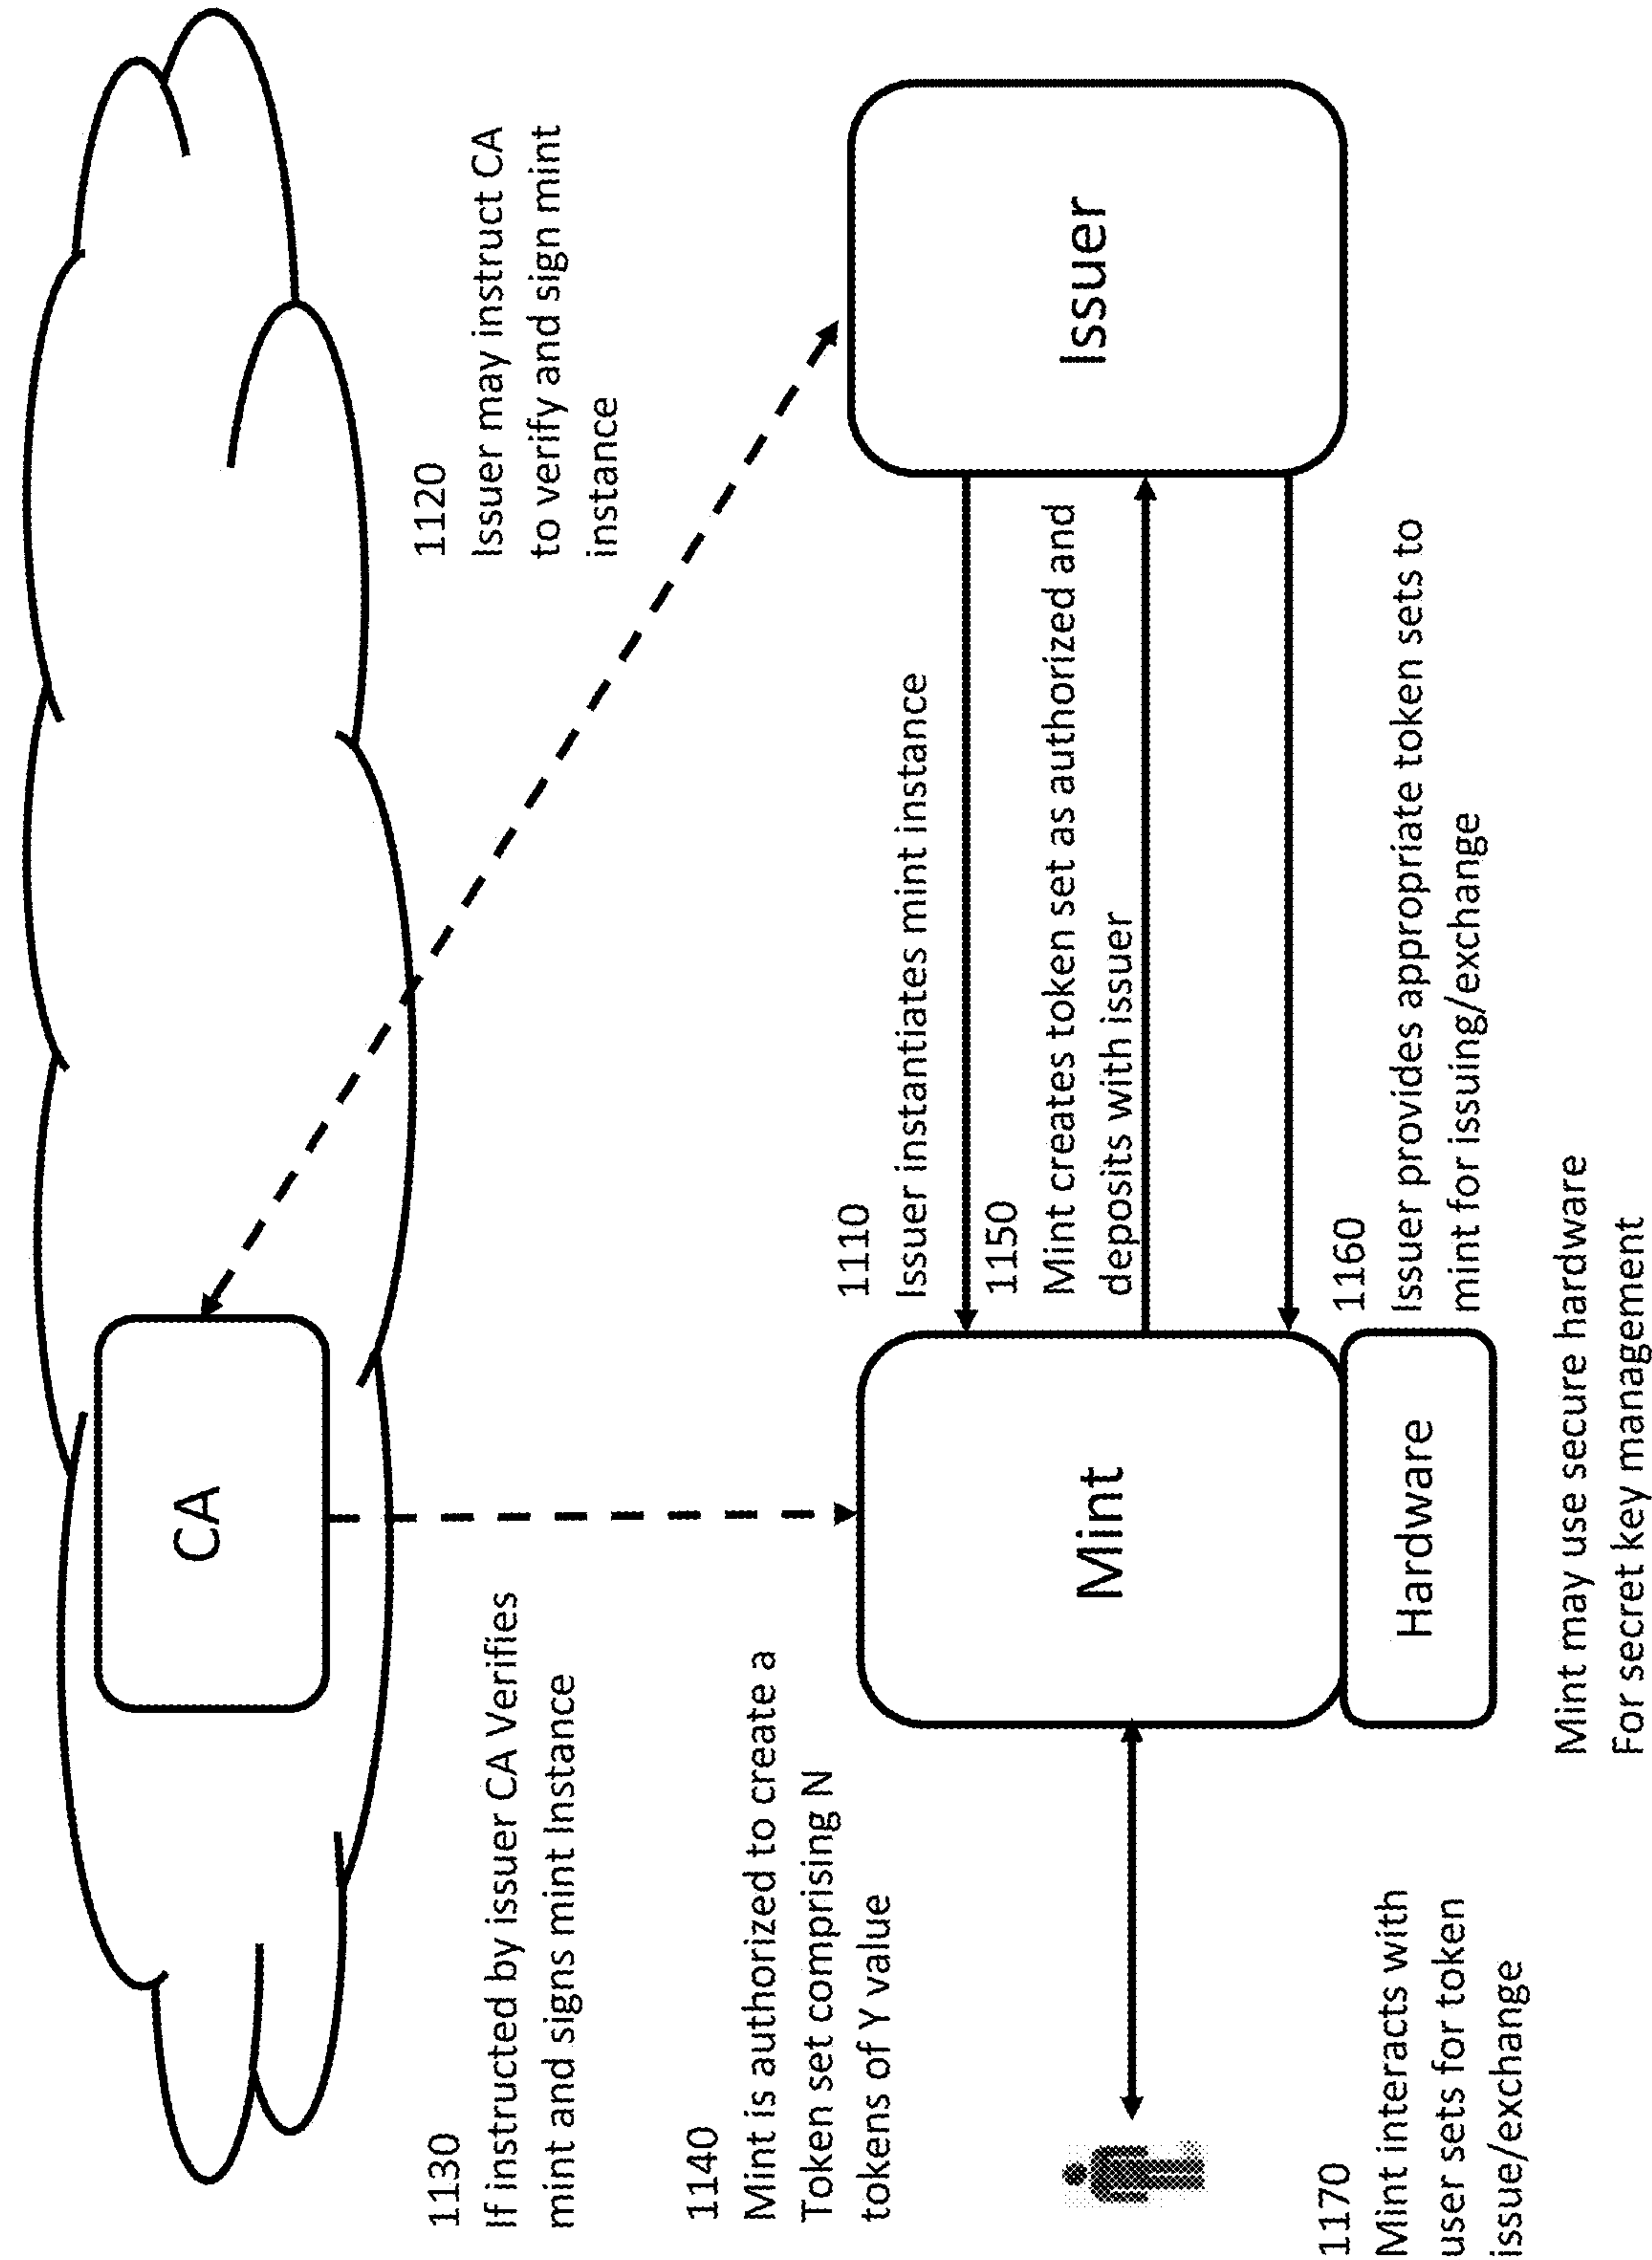 CA
1120
Issuer may instruct CA
to verify and sign mint
instance
1130
If instructed by issuer CA Verifies
mint and signs mint Instance
1140
Mint is authorized to create a
Token set comprising N
tokens of Y value
1110
Issuer instantiates mint instance
1150
Mint creates token set as authorized and
deposits with issuer
Mint
Issuer
1160
Issuer provides appropriate token sets to
mint for issuing/exchange
Hardware
1170
Mint interacts with
user sets for token
issue/exchange
Mint may use secure hardware
For secret key management